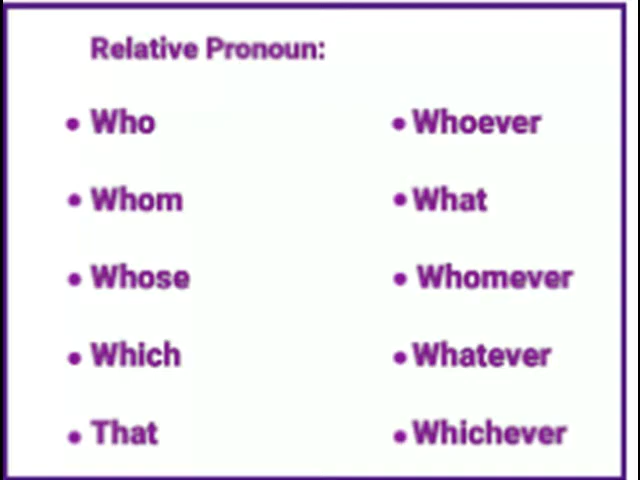 Relative Pronoun:
• Who
• Whom
• Whose
• Which
• That
• Whoever
• What
• Whomever
• Whatever
• Whichever